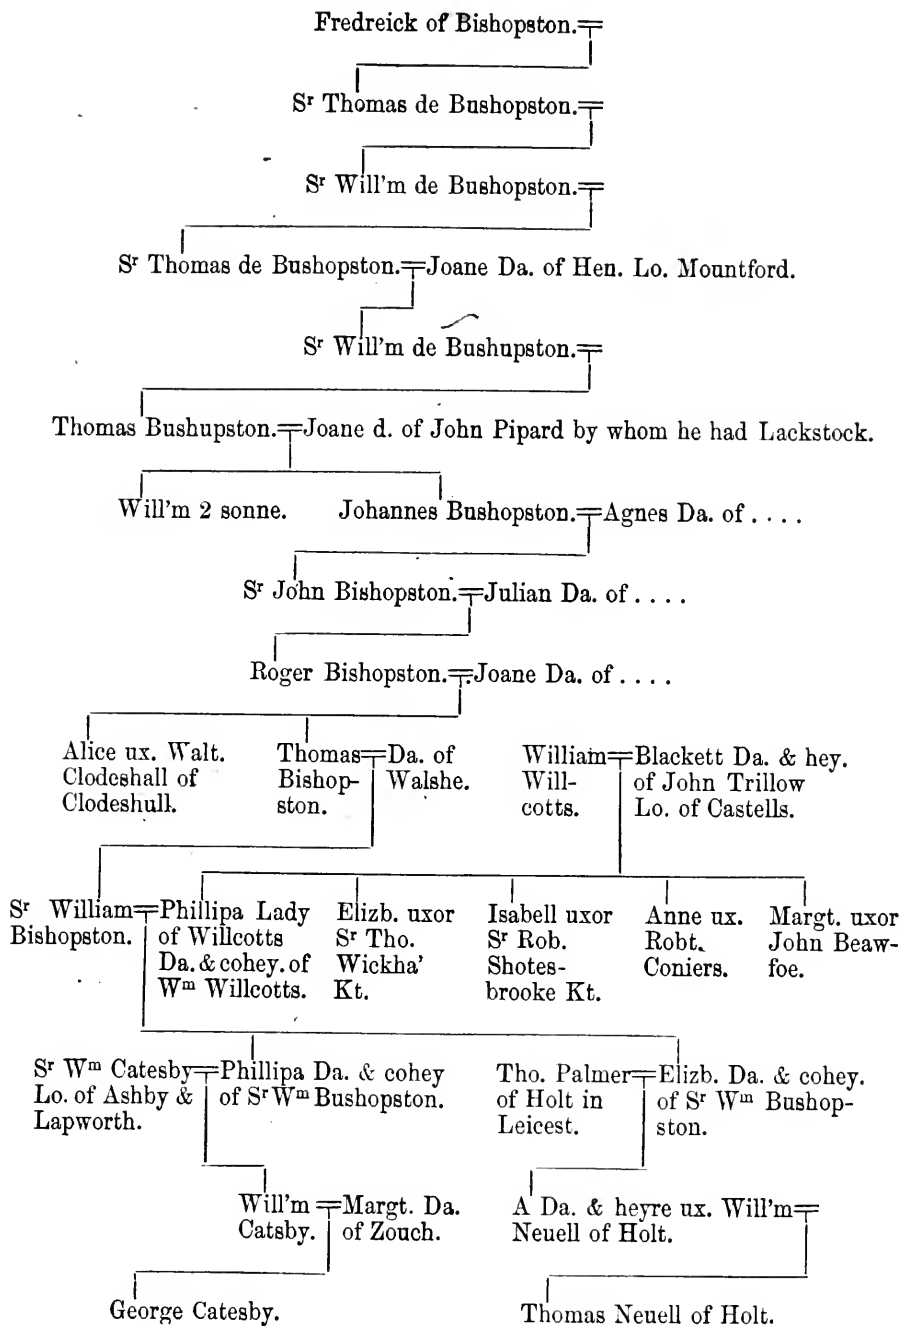 Fredreick of Bishopston.
Sʳ Thomas de Bushopston.
Sʳ Will'm de Bushopston.
Sʳ Thomas de Bushopston. Joane Da. of Hen. Lo. Mountford.
Sʳ Will'm de Bushupston.
Thomas Bushupston. Joane d. of John Pipard by whom he had Lackstock.
Will'm 2 sonne. Johannes Bushopston. Agnes Da. of . . . .
Sʳ John Bishopston. Julian Da. of . . . .
Roger Bishopston. Joane Da. of . . . .
Alice ux. Walt.
Clodeshall of
Clodeshull.
Thomas
Bishop-
ston.
Da. of
Walshe.
William
Will-
cotts.
Blackett Da. & hey.
of John Trillow
Lo. of Castells.
Sʳ William
Bishopston.
Phillipa Lady
of Willcotts
Da. & cohey. of
Wᵐ Willcotts.
Elizb. uxor
Sʳ Tho.
Wickha'
Kt.
Isabell uxor
Sʳ Rob.
Shotes-
brooke Kt.
Anne ux.
Robt.
Coniers.
Margt. uxor
John Beaw-
foe.
Sʳ Wᵐ Catesby
Lo. of Ashby &
Lapworth.
Phillipa Da. & cohey
of Sʳ Wᵐ Bushopston.
Tho. Palmer
of Holt in
Leicest.
Elizb. Da. & cohey.
of Sʳ Wᵐ Bushop-
ston.
Will'm
Catsby.
Margt. Da.
of Zouch.
A Da. & heyre ux. Will'm
Neuell of Holt.
George Catesby.
Thomas Neuell of Holt.